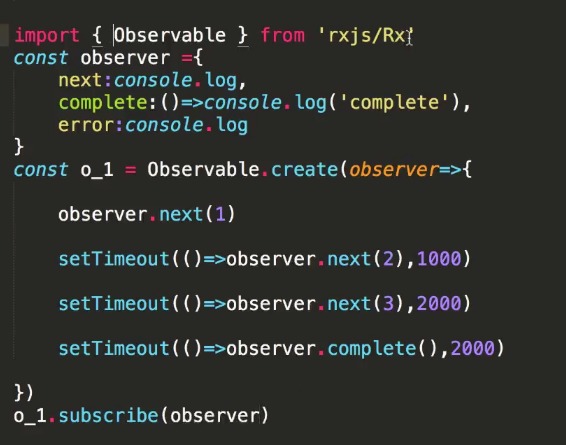 import { Observable } from 'rxjs/Rx'
const observer ={
next:console.log,
complete:()=>console.log('complete'),
error:console.log
}
const o_1 = Observable.create(observer=>{
observer.next(1)
setTimeout(()=>observer.next(2),1000)
setTimeout(()=>observer.next(3),2000)
setTimeout(()=>observer.complete(),2000)
})
o_1.subscribe(observer)